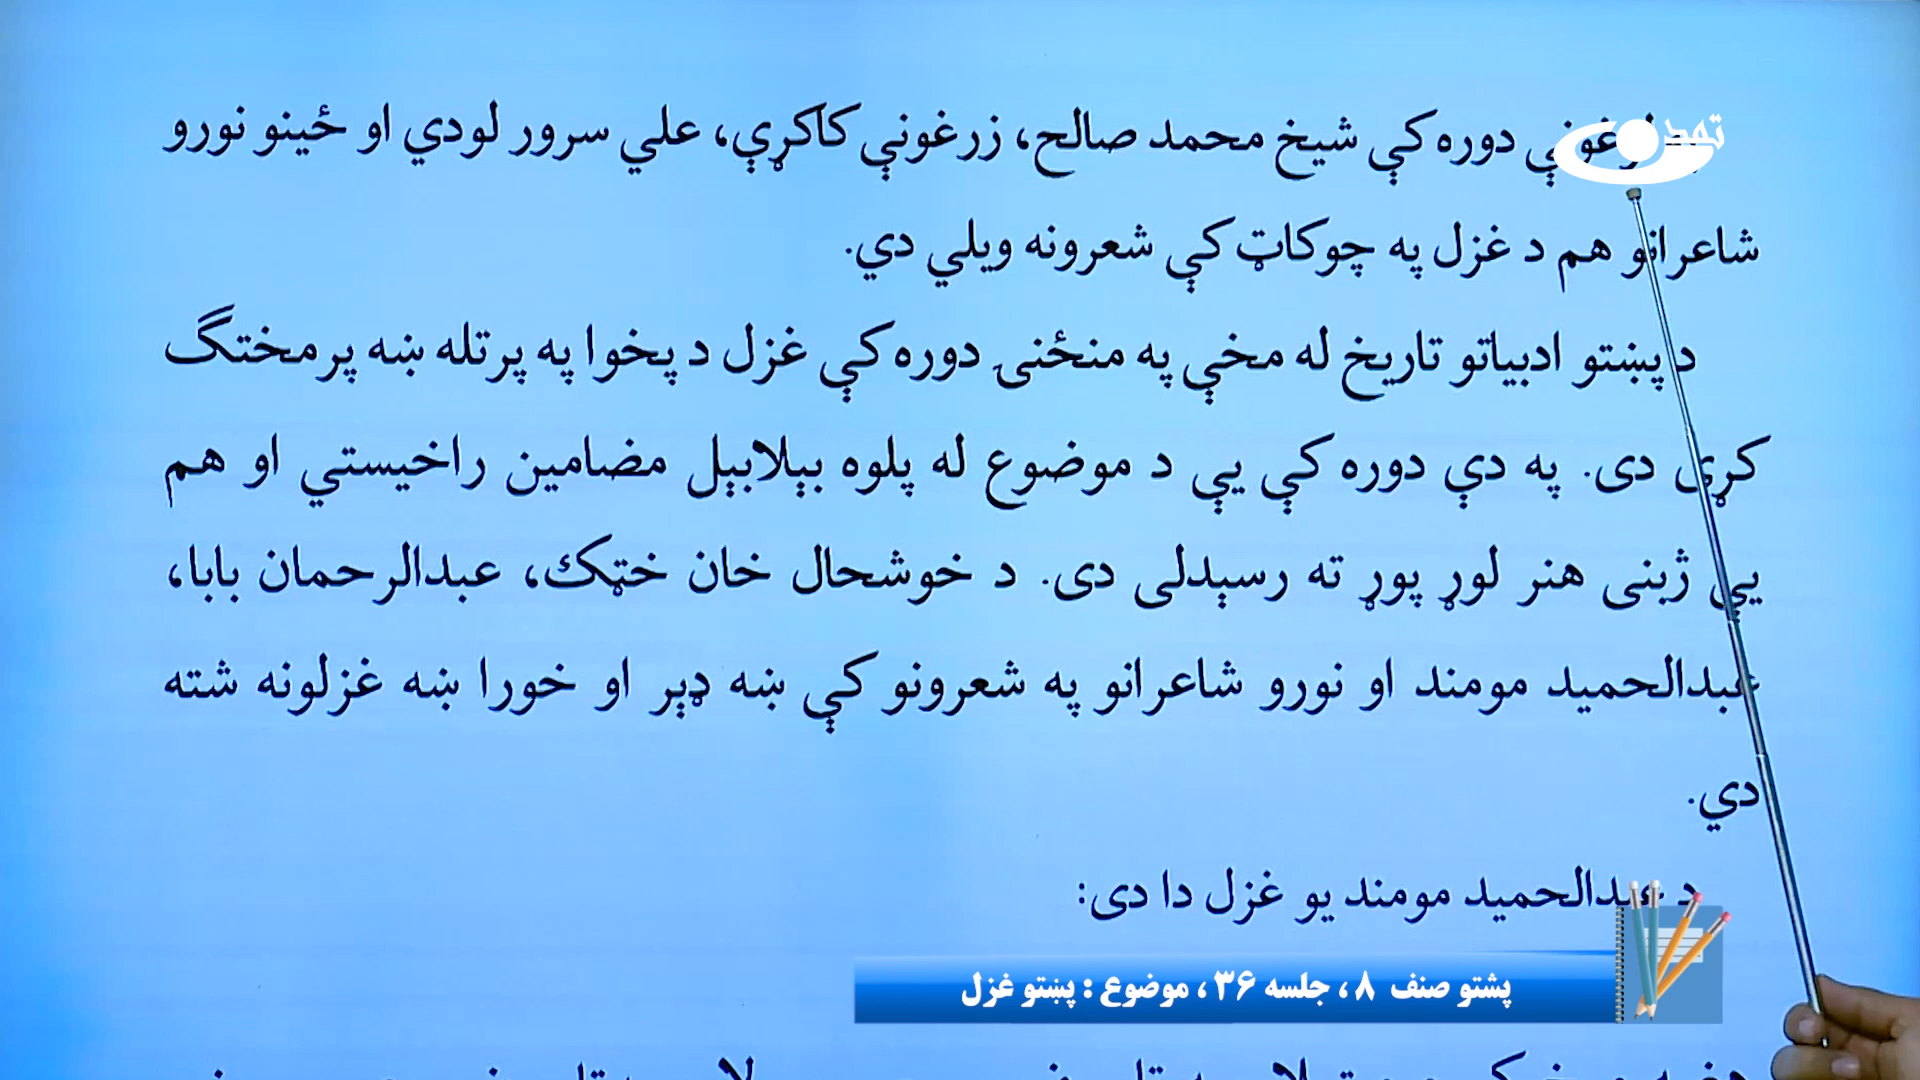 دوره کې شیخ محمد صالح، زرغونې کاکړې، علي سرور لودي او ځینو نورو
تمدن
شاعرانو هم د غزل په چوکاټ کې شعرونه ویلي دي.
د پښتو ادبیاتو تاریخ له مخې په منځنۍ دوره کې غزل د پخوا په پرتله ښه پرمختگ
کړی دی. په دې دوره کې یې د موضوع له پلوه بېلابېل مضامین راخیستي او هم
یې ژبنی هنر لوړ پوړ ته رسېدلی دی. د خوشحال خان خټک، عبدالرحمان بابا،
عبدالحمید مومند او نورو شاعرانو په شعرونو کې ښه ډېر او خورا ښه غزلونه شته
دي.
د عبدالحمید مومند یو غزل دا دی:
پشتو صنف ۸، جلسه ۳۶، موضوع : پښتو غزل